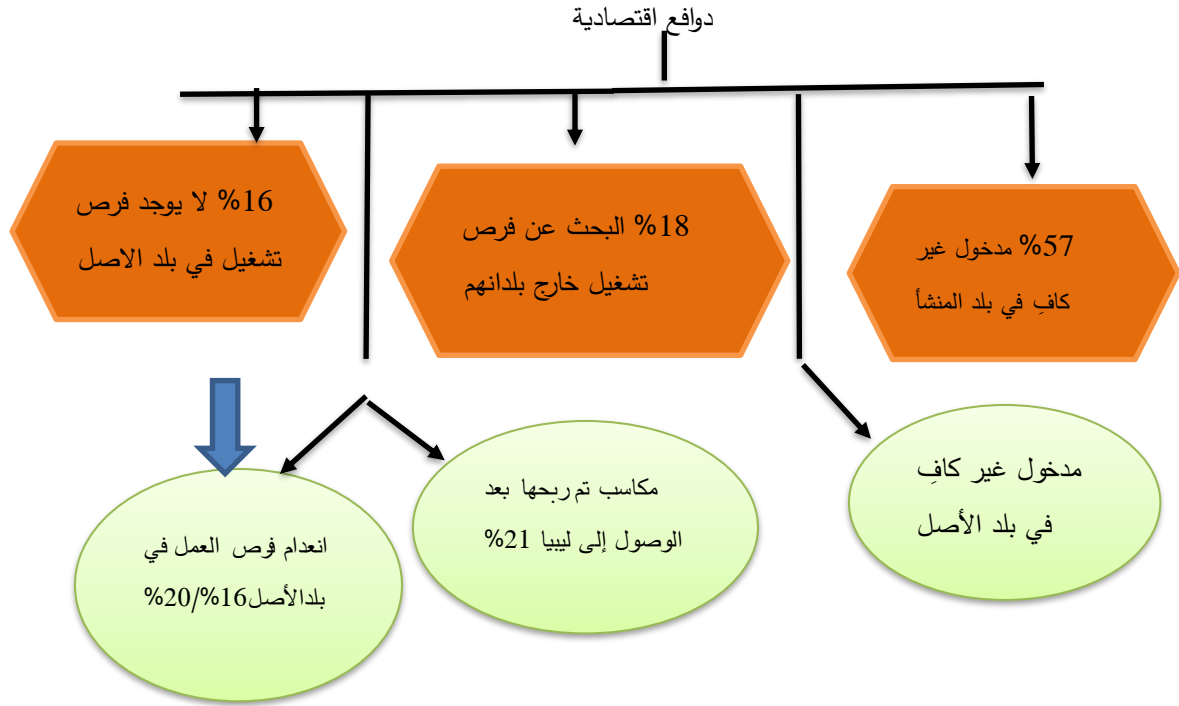 دوافع اقتصادية
%57 مدخول غير
كافِ في بلد المنشأ
%18 البحث عن فرص
تشغيل خارج بلدانهم
%16 لا يوجد فرص
تشغيل في بلد الاصل
مدخول غير كافِ
في بلد الأصل
مكاسب تم ربحها بعد
الوصول إلى ليبيا 21%
انعدام فرص العمل في
بلدالأصل16%/20%